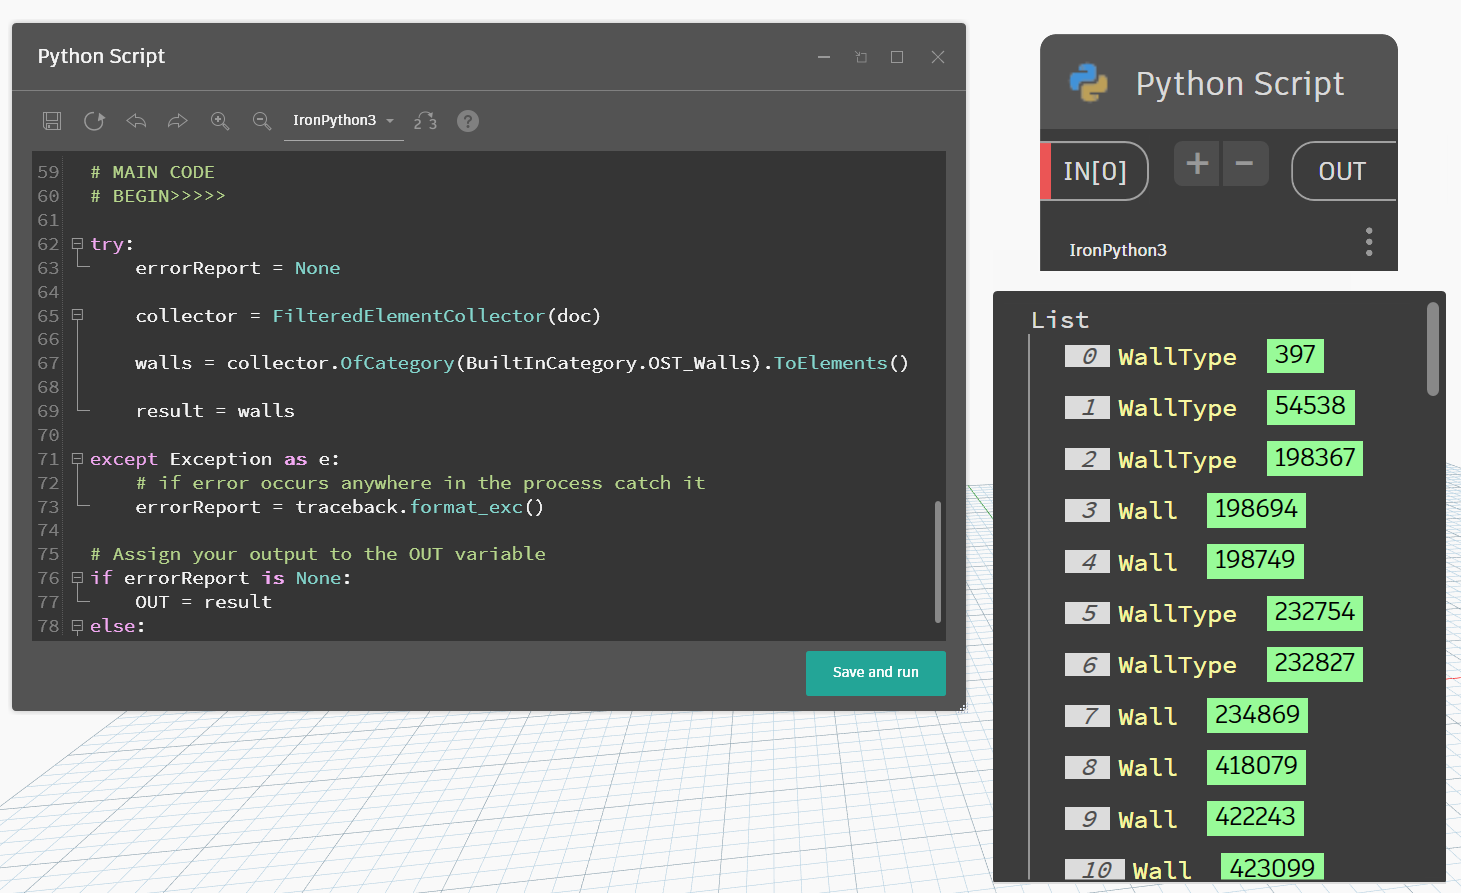 Python Script
IronPython3
2 3
?
59 # MAIN CODE
60 # BEGIN>>>>>
61
62 try:
63 errorReport = None
64
65 collector = FilteredElementCollector(doc)
66
67 walls = collector.OfCategory(BuiltInCategory.OST_Walls).ToElements()
68
69 result = walls
70
71 except Exception as e:
72 # if error occurs anywhere in the process catch it
73 errorReport = traceback.format_exc()
74
75 # Assign your output to the OUT variable
76 if errorReport is None:
77 OUT = result
78 else:
Save and run
Python Script
IN[0] + - OUT
IronPython3
List
0 WallType 397
1 WallType 54538
2 WallType 198367
3 Wall 198694
4 Wall 198749
5 WallType 232754
6 WallType 232827
7 Wall 234869
8 Wall 418079
9 Wall 422243
10 Wall 423099